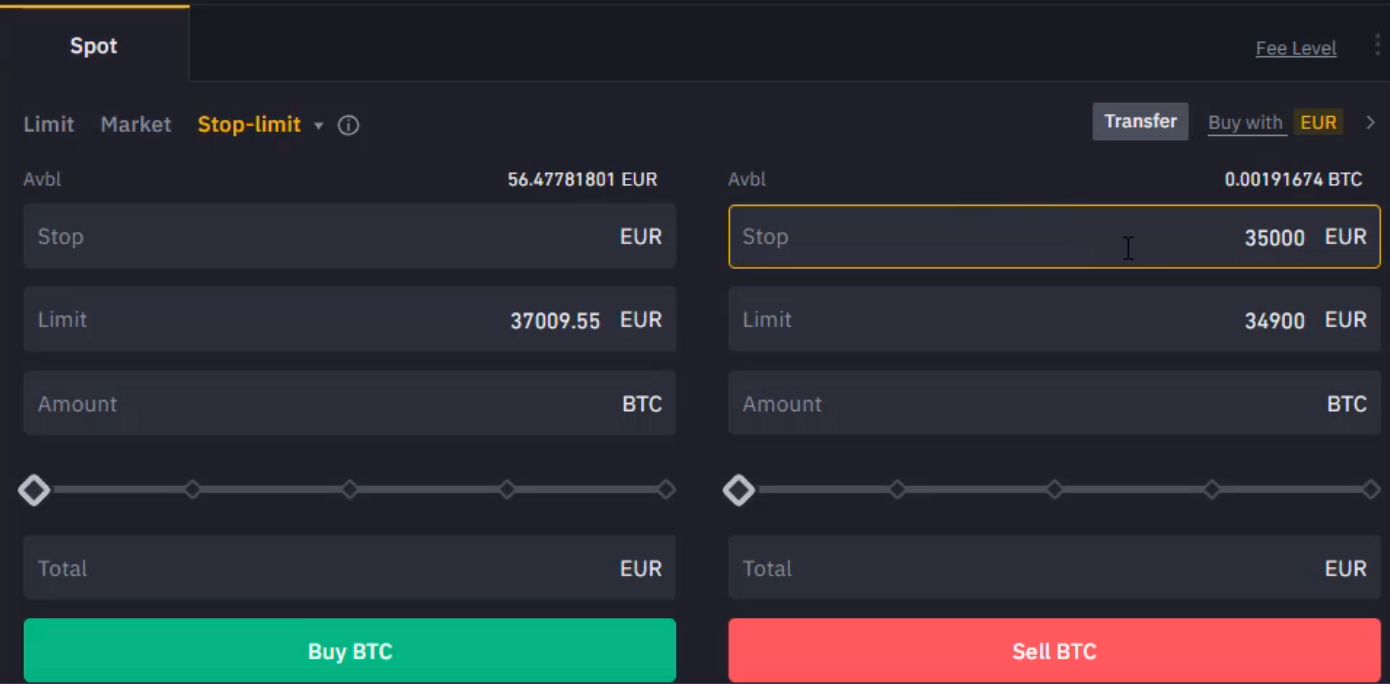 Spot
Fee Level
Limit Market Stop-limit
Transfer Buy with EUR
Avbl 56.47781801 EUR
Stop EUR
Limit 37009.55 EUR
Amount BTC
Total EUR
Buy BTC
Avbl 0.00191674 BTC
Stop 35000 EUR
Limit 34900 EUR
Amount BTC
Total EUR
Sell BTC